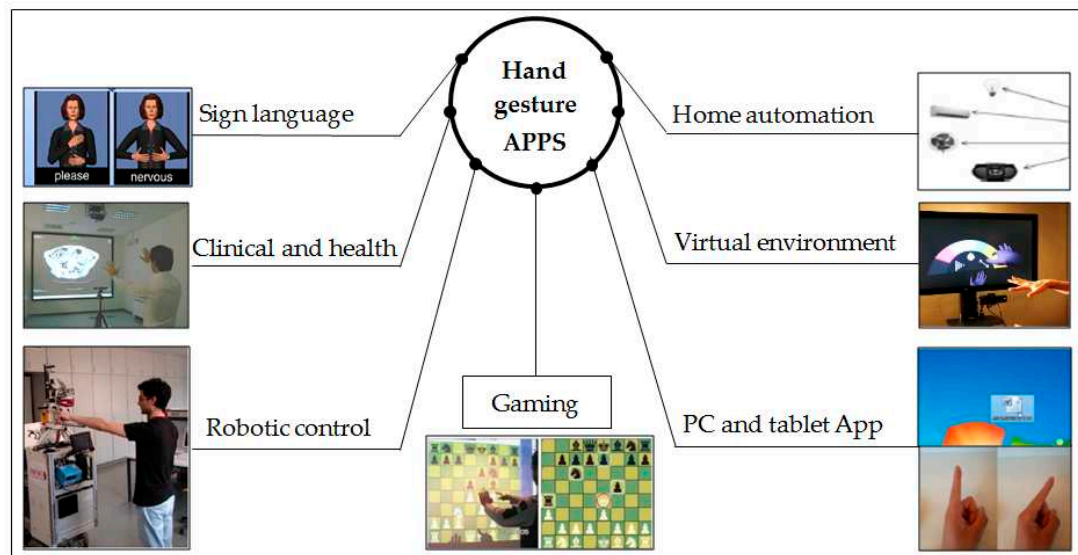 Hand
gesture
APPS
Sign language
please
nervous
Home automation
Clinical and health
Virtual environment
Robotic control
Gaming
PC and tablet App